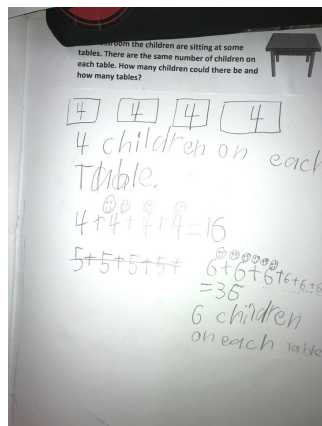 classroom the children are sitting at some
tables. There are the same number of children on
each table. How many children could there be and
how many tables?
4 4 4 4
4 children on each
Table.
4+4+4+4=16
5+5+5+5+
6+6+6+6+6+6
=36
6 children
on each Table